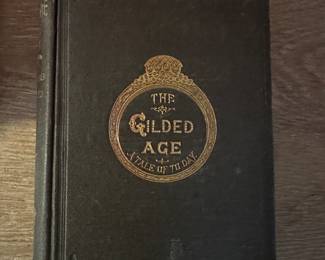 THE
GILDED
AGE
A TALE OF TO DAY.